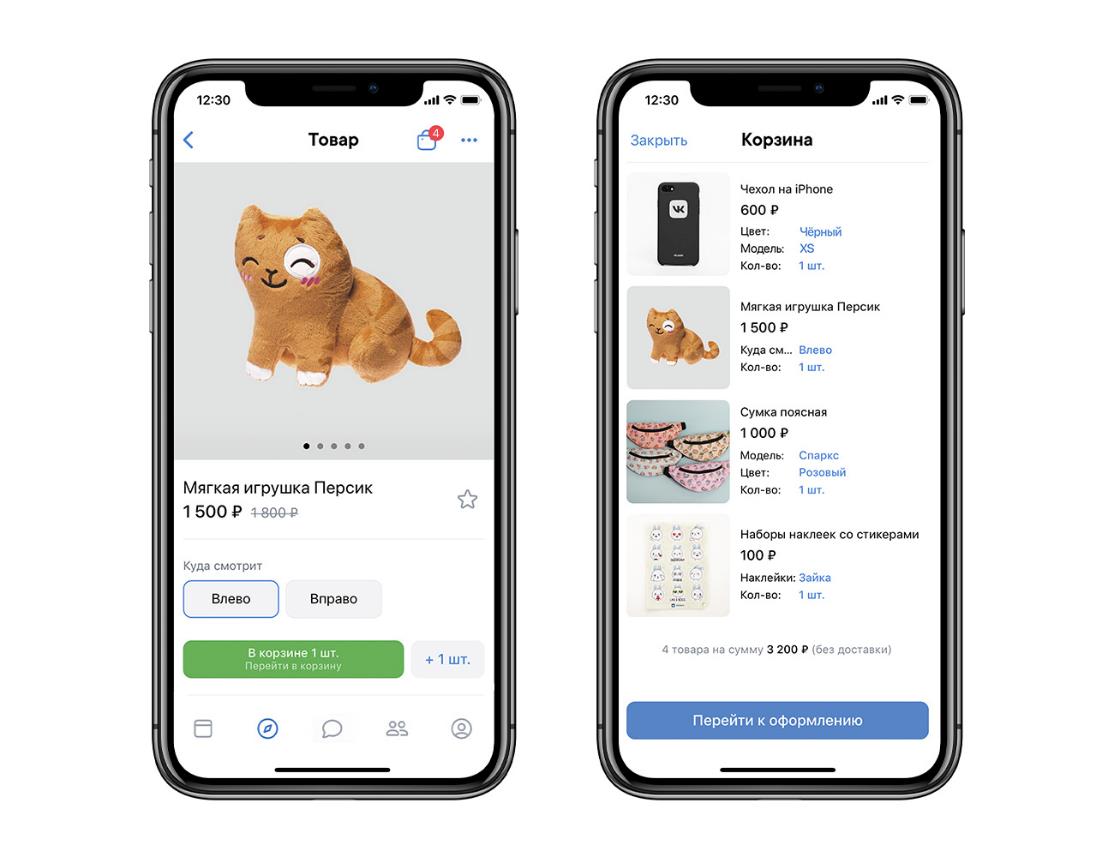 12:30
Товар
4
Мягкая игрушка Персик
1 500 ₽ 1 800 ₽
Куда смотрит
Влево Вправо
В корзине 1 шт.
Перейти в корзину
+ 1 шт.
12:30
Закрыть Корзина
Чехол на iPhone
600 ₽
Цвет: Чёрный
Модель: XS
Кол-во: 1 шт.
Мягкая игрушка Персик
1 500 ₽
Куда см... Влево
Кол-во: 1 шт.
Сумка поясная
1 000 ₽
Модель: Спаркс
Цвет: Розовый
Кол-во: 1 шт.
Наборы наклеек со стикерами
100 ₽
Наклейки: Зайка
Кол-во: 1 шт.
4 товара на сумму 3 200 ₽ (без доставки)
Перейти к оформлению